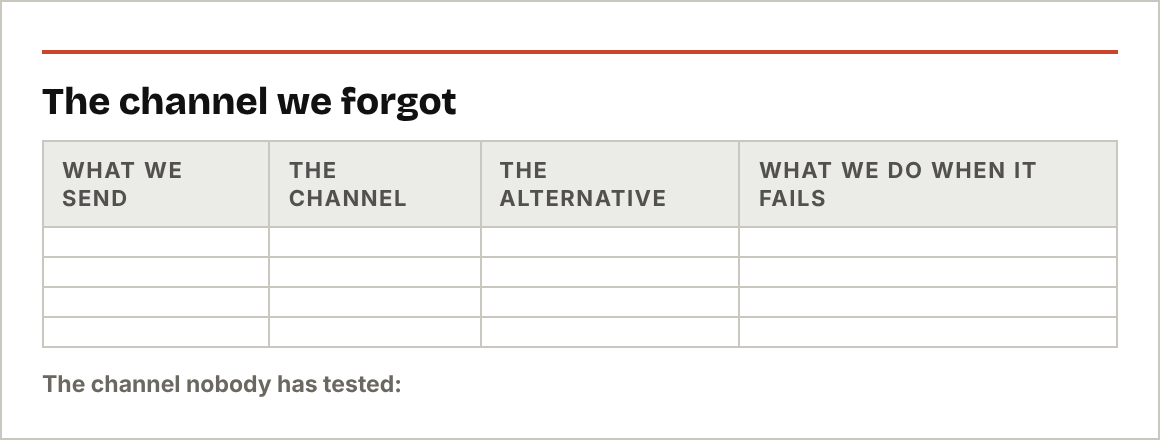 The channel we forgot
WHAT WE SEND
THE CHANNEL
THE ALTERNATIVE
WHAT WE DO WHEN IT FAILS
The channel nobody has tested: